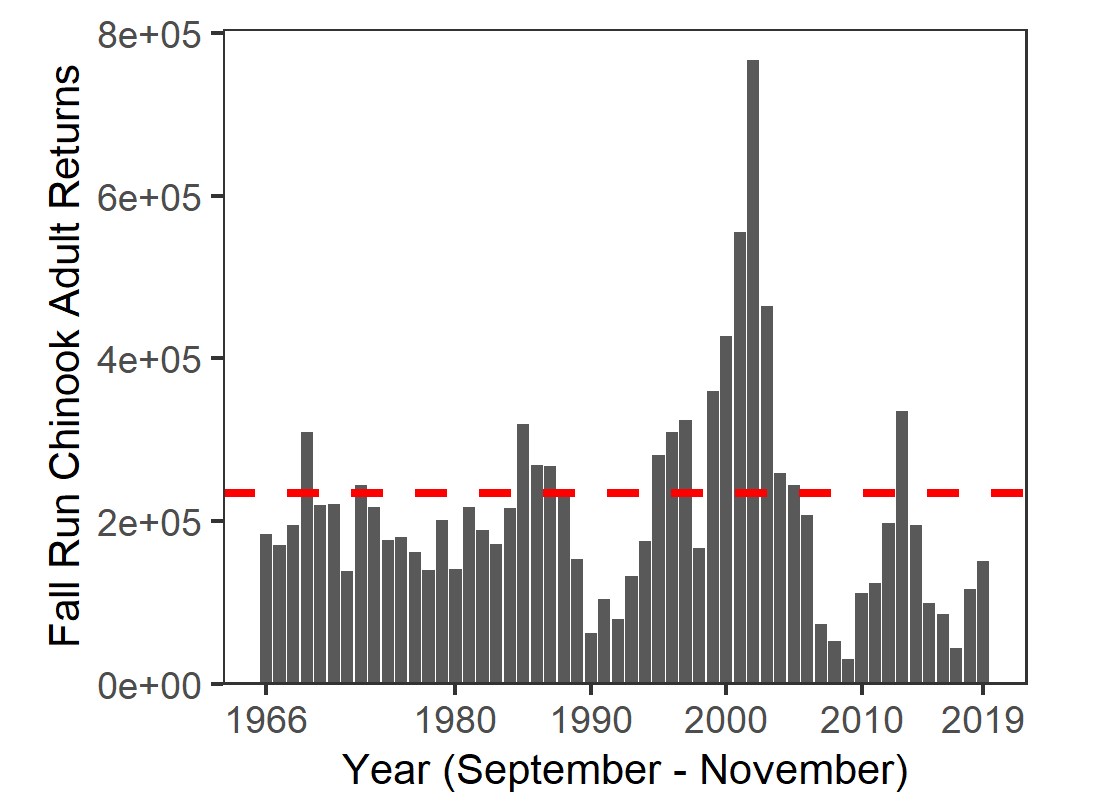 Fall Run Chinook Adult Returns
8e+05
6e+05
4e+05
2e+05
0e+00
1966 1980 1990 2000 2010 2019
Year (September - November)